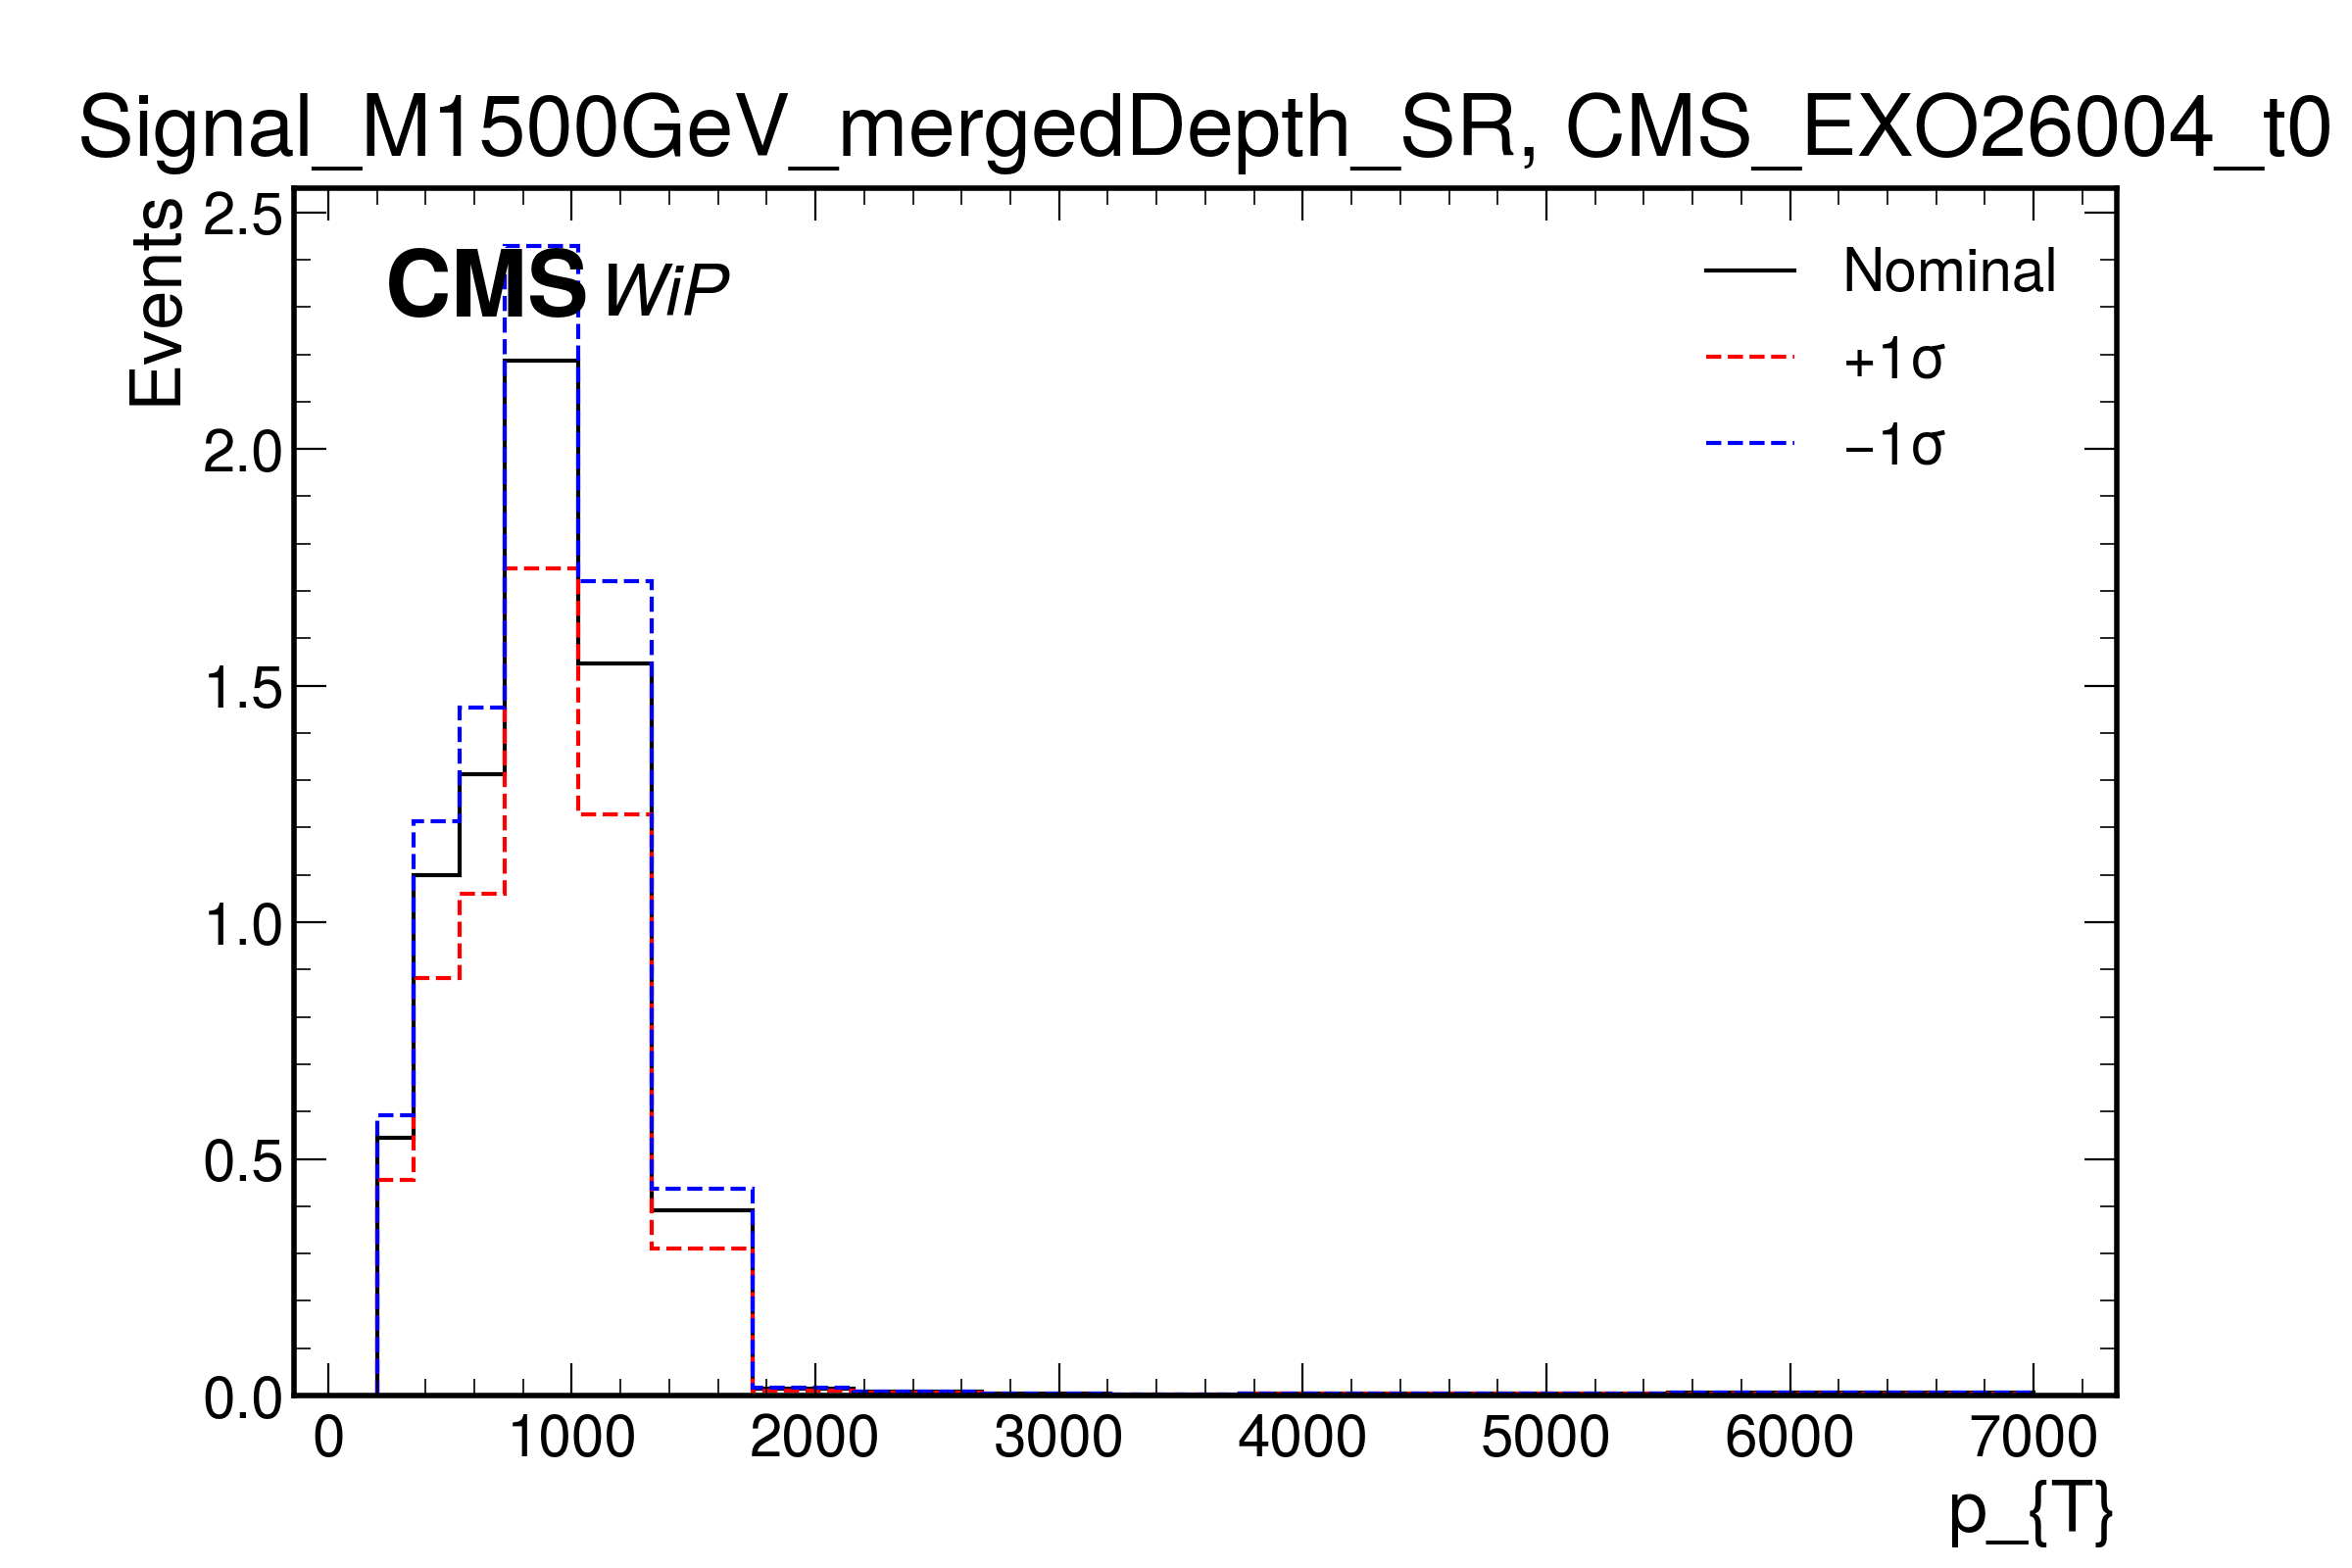 Signal_M1500GeV_mergedDepth_SR, CMS_EXO26004_t0
Events
2.5
2.0
1.5
1.0
0.5
0.0
CMS WiP
Nominal
+1σ
−1σ
0 1000 2000 3000 4000 5000 6000 7000
p_{T}